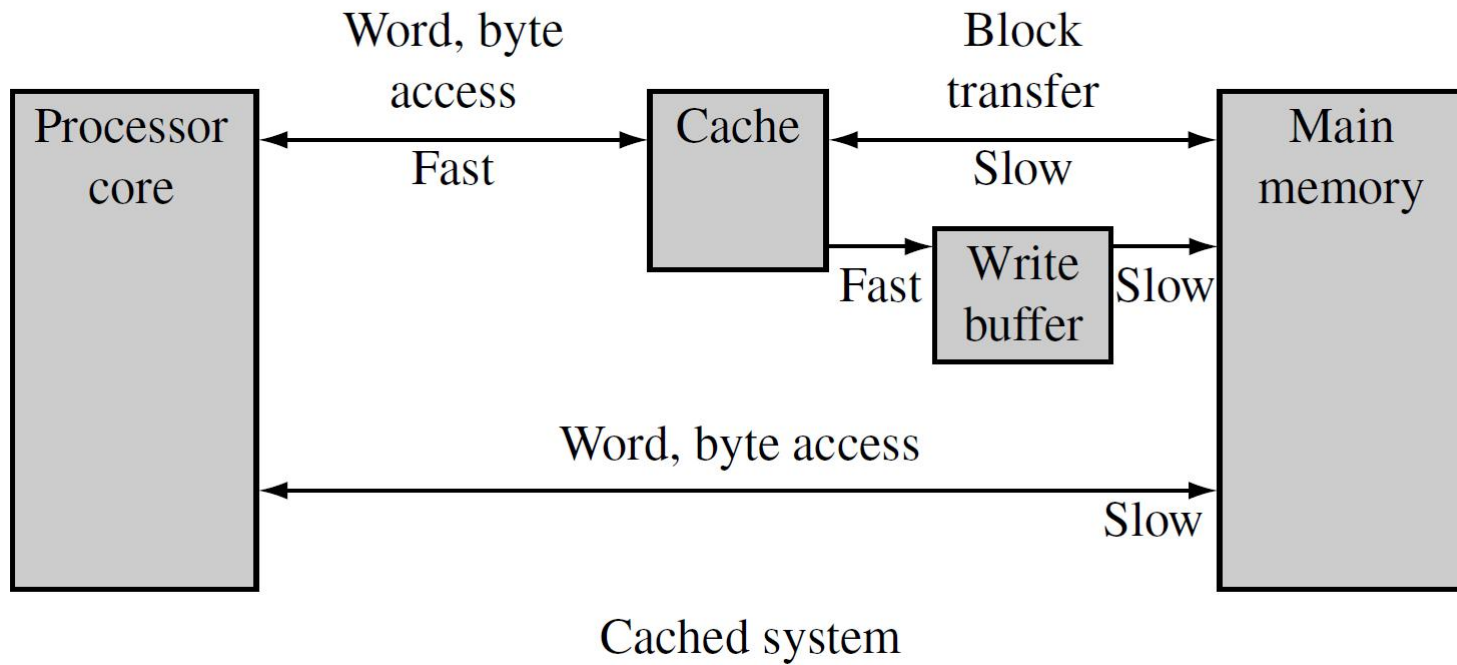 Word, byte
access
Block
transfer
Processor
core
Cache
Main
memory
Fast
Slow
Write
buffer
Fast
Slow
Word, byte access
Slow
Cached system